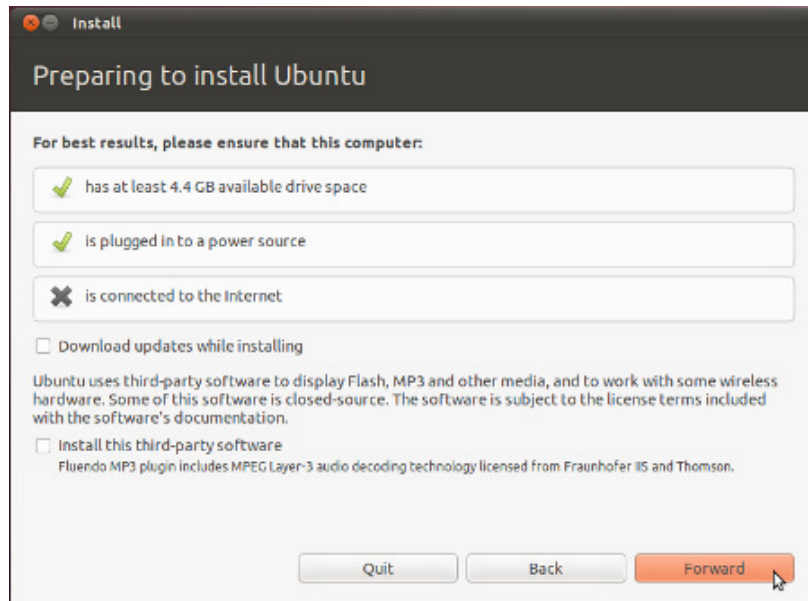 Install
Preparing to install Ubuntu
For best results, please ensure that this computer:
has at least 4.4 GB available drive space
is plugged in to a power source
is connected to the Internet
Download updates while installing
Ubuntu uses third-party software to display Flash, MP3 and other media, and to work with some wireless
hardware. Some of this software is closed-source. The software is subject to the license terms included
with the software's documentation.
Install this third-party software
Fluendo MP3 plugin includes MPEG Layer-3 audio decoding technology licensed from Fraunhofer IIS and Thomson.
Quit Back Forward